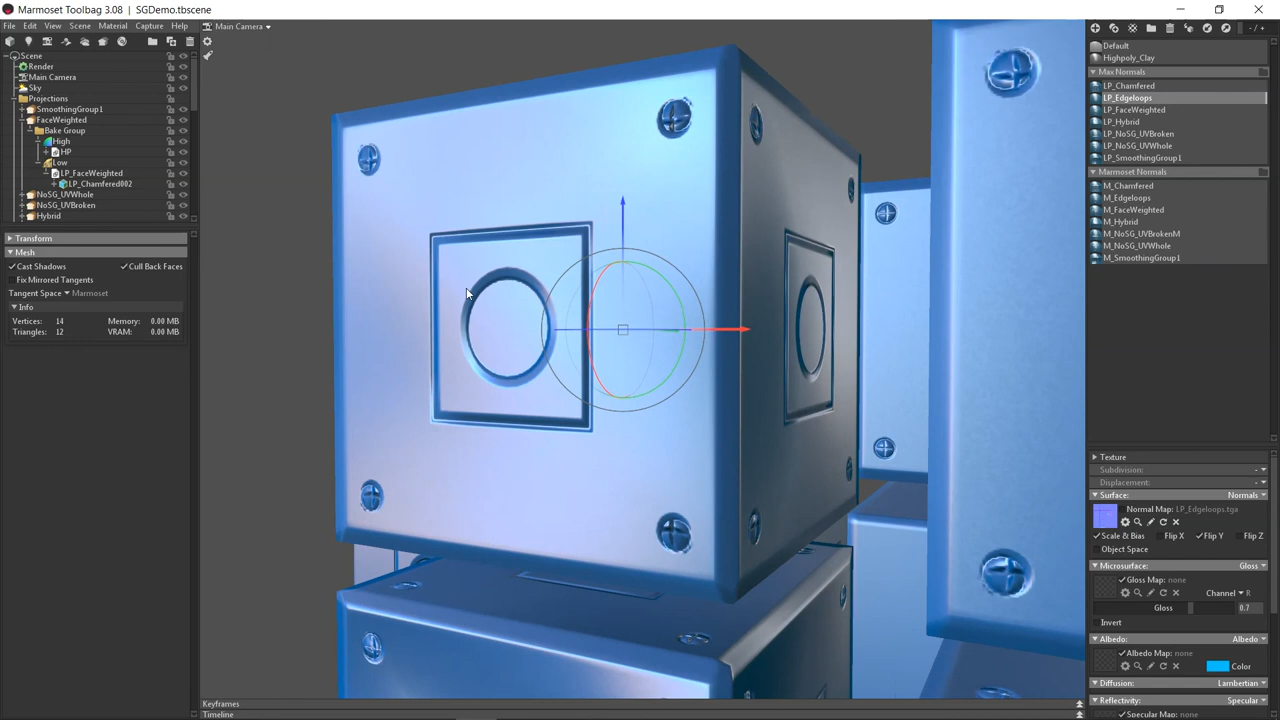 Marmoset Toolbag 3.08 | SGDemo.tbscene
File Edit View Scene Material Capture Help
Main Camera
- / +
Scene
Render
Main Camera
Sky
Projections
SmoothingGroup1
FaceWeighted
Bake Group
High
HP
Low
LP_FaceWeighted
LP_Chamfered002
NoSG_UVWhole
NoSG_UVBroken
Hybrid
Transform
Mesh
Cast Shadows Cull Back Faces
Fix Mirrored Tangents
Tangent Space Marmoset
Info
Vertices: 14 Memory: 0.00 MB
Triangles: 12 VRAM: 0.00 MB
Default
Highpoly_Clay
Max Normals
LP_Chamfered
LP_Edgeloops
LP_FaceWeighted
LP_Hybrid
LP_NoSG_UVBroken
LP_NoSG_UVWhole
LP_SmoothingGroup1
Marmoset Normals
M_Chamfered
M_Edgeloops
M_FaceWeighted
M_Hybrid
M_NoSG_UVBrokenM
M_NoSG_UVWhole
M_SmoothingGroup1
Texture
Subdivision: -
Displacement: -
Surface: Normals
Normal Map: LP_Edgeloops.tga
Scale & Bias Flip X Flip Y Flip Z
Object Space
Microsurface: Gloss
Gloss Map: none
Channel R
Gloss 0.7
Invert
Albedo: Albedo
Albedo Map: none
Color
Diffusion: Lambertian
Reflectivity: Specular
Specular Map: none
Keyframes
Timeline